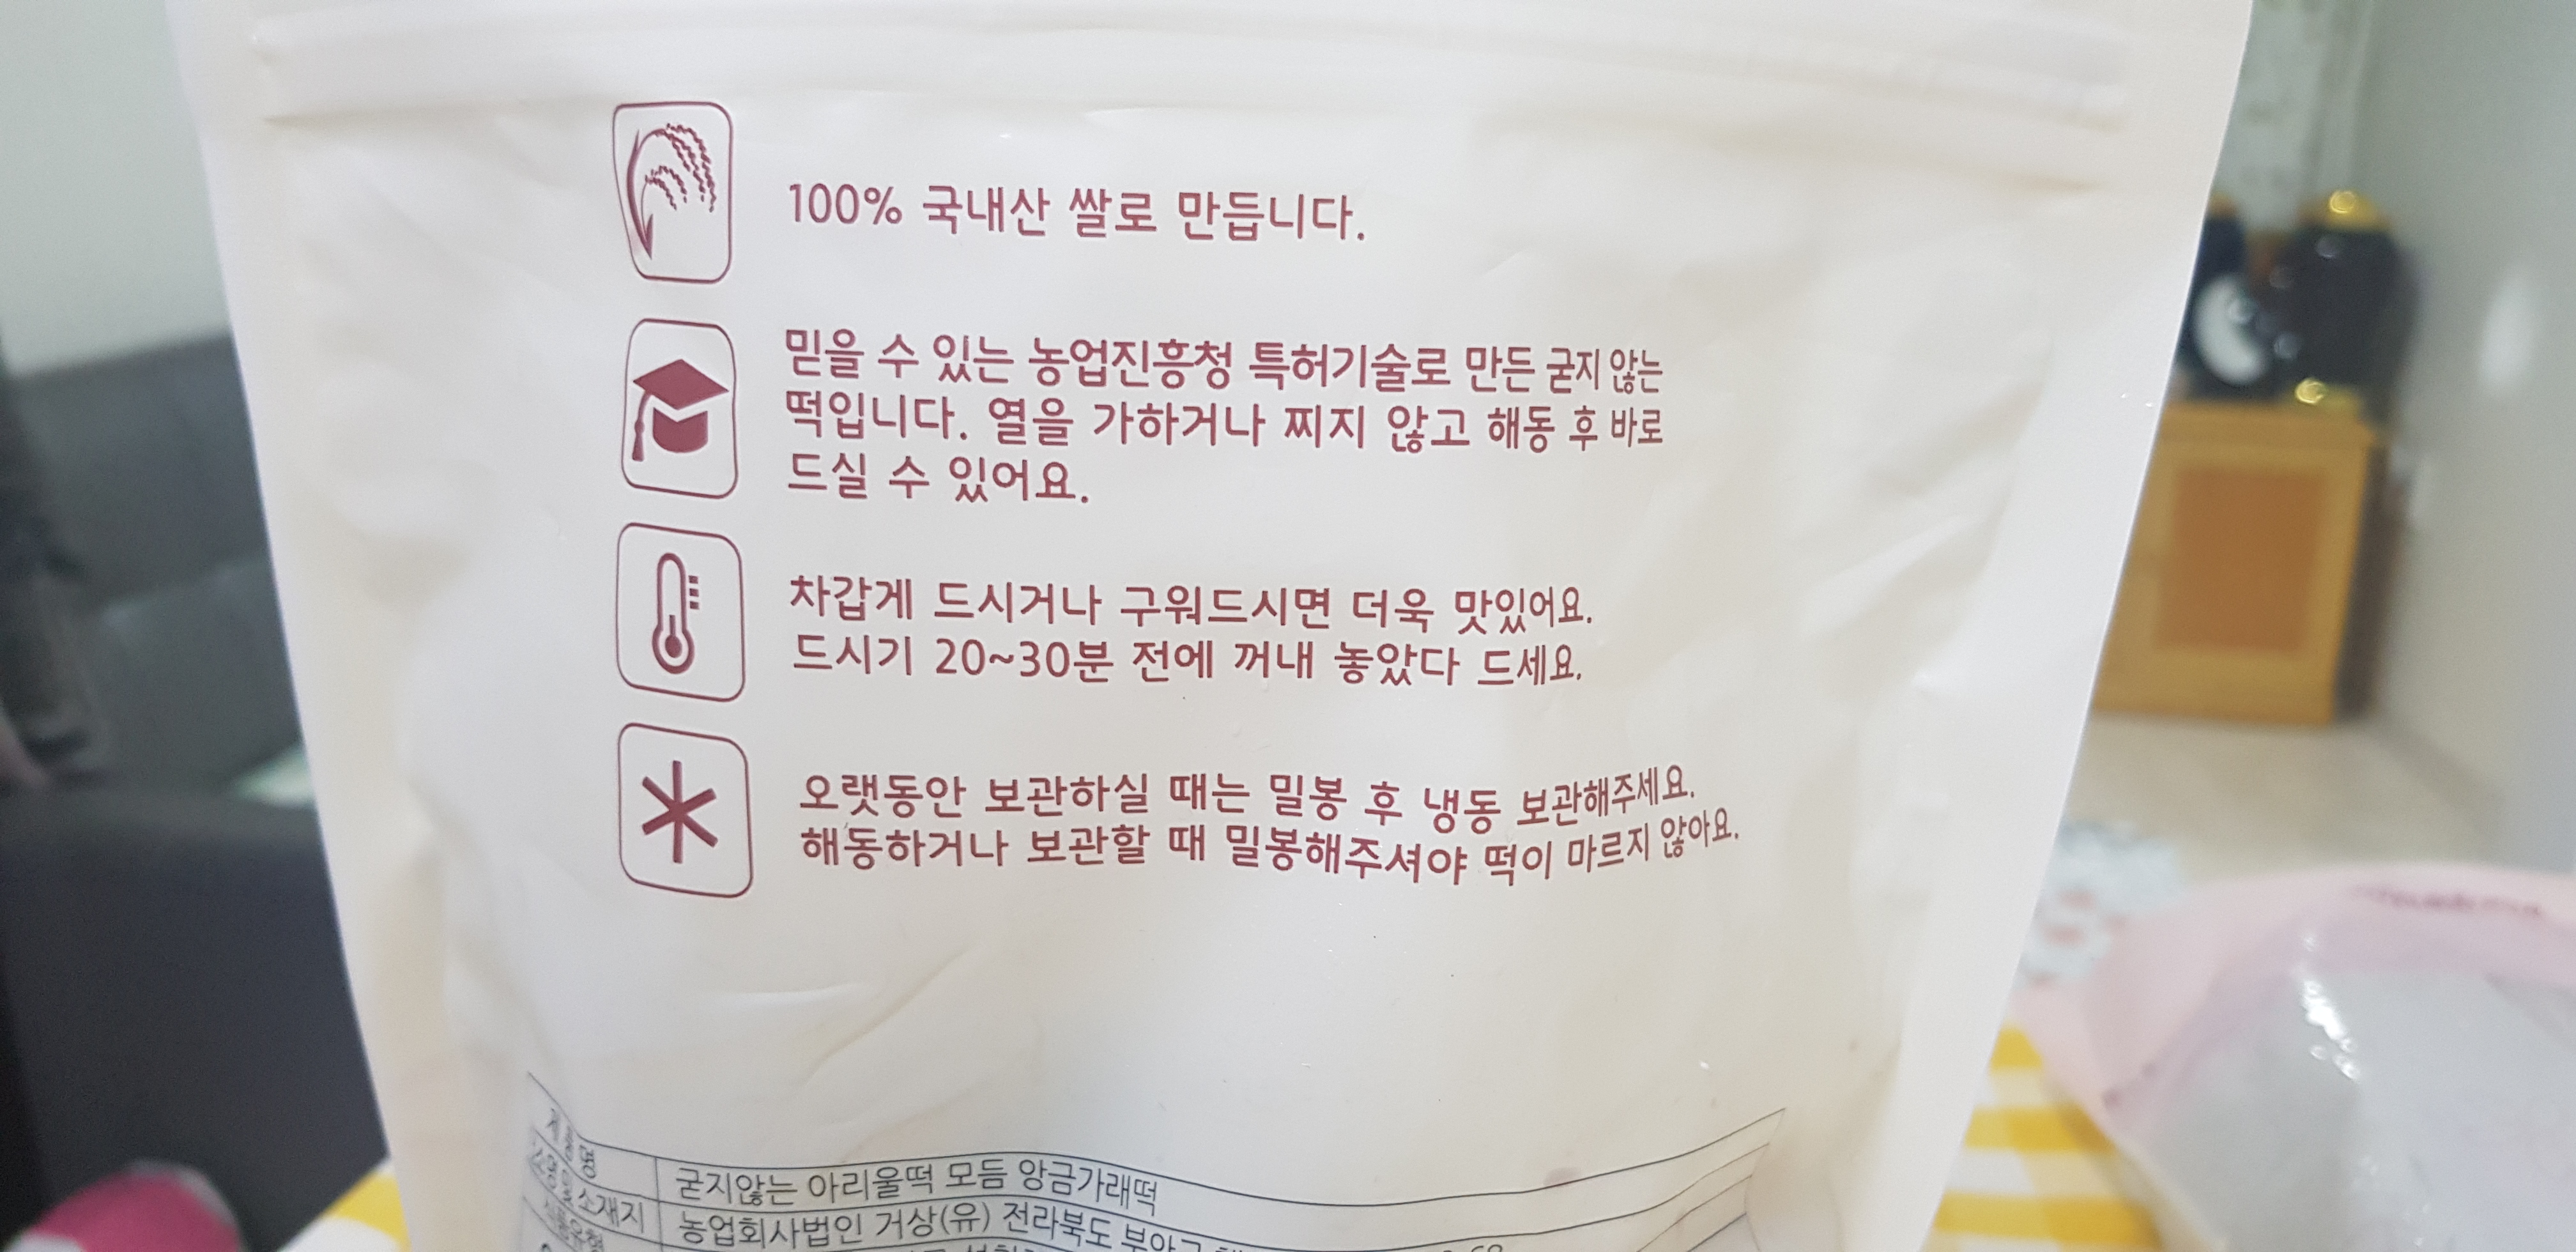 100% 국내산 쌀로 만듭니다.
믿을 수 있는 농업진흥청 특허기술로 만든 굳지 않는
떡입니다. 열을 가하거나 찌지 않고 해동 후 바로
드실 수 있어요.
차갑게 드시거나 구워드시면 더욱 맛있어요.
드시기 20~30분 전에 꺼내 놓았다 드세요.
오랫동안 보관하실 때는 밀봉 후 냉동 보관해주세요.
해동하거나 보관할 때 밀봉해주셔야 떡이 마르지 않아요.
제품명 굳지않는 아리울떡 모듬 앙금가래떡
소재지 농업회사법인 거상(유) 전라북도